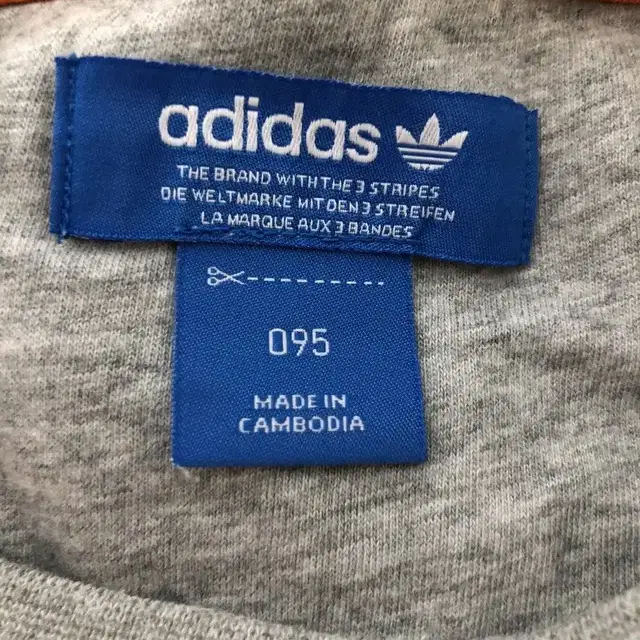 adidas
THE BRAND WITH THE 3 STRIPES
DIE WELTMARKE MIT DEN 3 STREIFEN
LA MARQUE AUX 3 BANDES
095
MADE IN
CAMBODIA